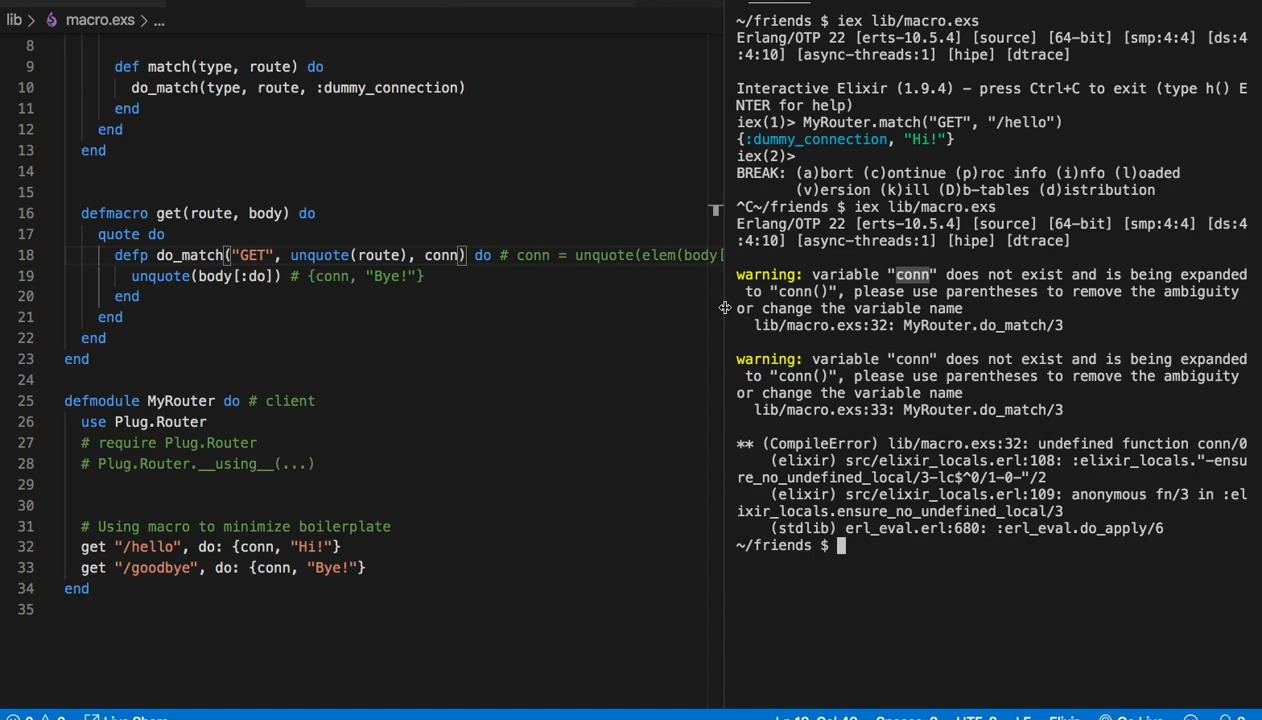 lib > macro.exs > ...
8
9 def match(type, route) do
10 do_match(type, route, :dummy_connection)
11 end
12 end
13 end
14
15
16 defmacro get(route, body) do
17 quote do
18 defp do_match("GET", unquote(route), conn) do # conn = unquote(elem(body[
19 unquote(body[:do]) # {conn, "Bye!"}
20 end
21 end
22 end
23 end
24
25 defmodule MyRouter do # client
26 use Plug.Router
27 # require Plug.Router
28 # Plug.Router.__using__(...)
29
30
31 # Using macro to minimize boilerplate
32 get "/hello", do: {conn, "Hi!"}
33 get "/goodbye", do: {conn, "Bye!"}
34 end
35
~/friends $ iex lib/macro.exs
Erlang/OTP 22 [erts-10.5.4] [source] [64-bit] [smp:4:4] [ds:4
:4:10] [async-threads:1] [hipe] [dtrace]
Interactive Elixir (1.9.4) - press Ctrl+C to exit (type h() E
NTER for help)
iex(1)> MyRouter.match("GET", "/hello")
{:dummy_connection, "Hi!"}
iex(2)>
BREAK: (a)bort (c)ontinue (p)roc info (i)nfo (l)oaded
(v)ersion (k)ill (D)b-tables (d)istribution
^C~/friends $ iex lib/macro.exs
Erlang/OTP 22 [erts-10.5.4] [source] [64-bit] [smp:4:4] [ds:4
:4:10] [async-threads:1] [hipe] [dtrace]
warning: variable "conn" does not exist and is being expanded
to "conn()", please use parentheses to remove the ambiguity
or change the variable name
lib/macro.exs:32: MyRouter.do_match/3
warning: variable "conn" does not exist and is being expanded
to "conn()", please use parentheses to remove the ambiguity
or change the variable name
lib/macro.exs:33: MyRouter.do_match/3
** (CompileError) lib/macro.exs:32: undefined function conn/0
(elixir) src/elixir_locals.erl:108: :elixir_locals."-ensu
re_no_undefined_local/3-lc$^0/1-0-"/2
(elixir) src/elixir_locals.erl:109: anonymous fn/3 in :el
ixir_locals.ensure_no_undefined_local/3
(stdlib) erl_eval.erl:680: :erl_eval.do_apply/6
~/friends $